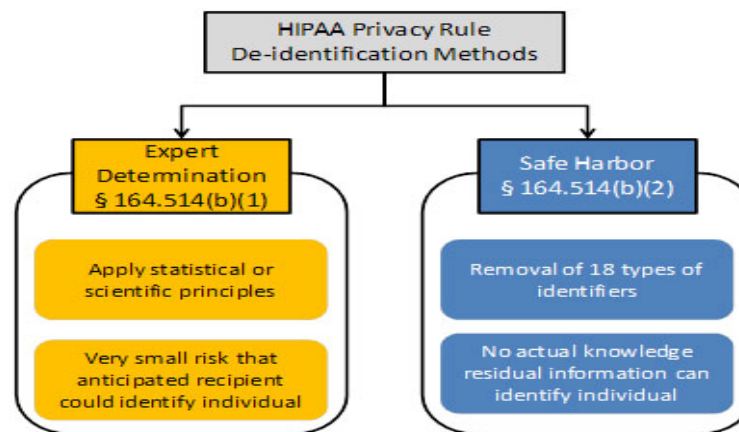 HIPAA Privacy Rule
De-identification Methods
Expert
Determination
§ 164.514(b)(1)
Apply statistical or
scientific principles
Very small risk that
anticipated recipient
could identify individual
Safe Harbor
§ 164.514(b)(2)
Removal of 18 types of
identifiers
No actual knowledge
residual information can
identify individual